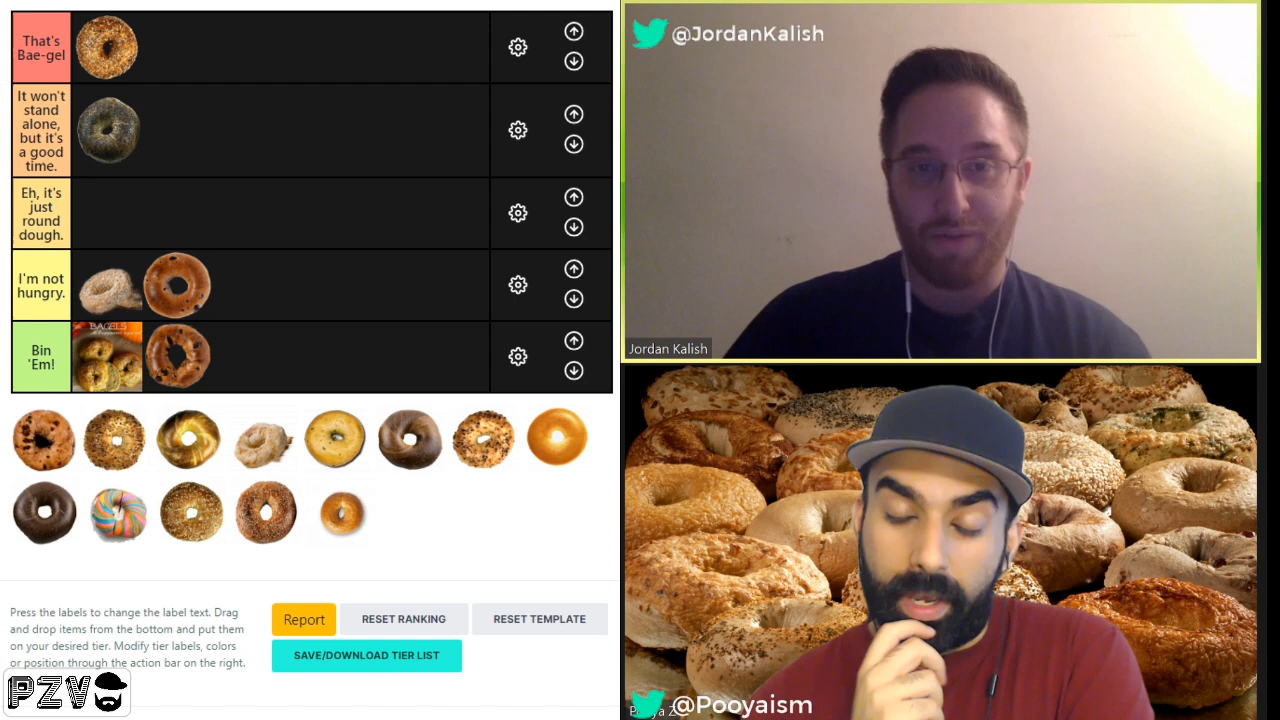 That's
Bae-gel
It won't
stand
alone,
but it's
a good
time.
Eh, it's
just
round
dough.
I'm not
hungry.
BAGELS
Bin
'Em!
Press the labels to change the label text. Drag
and drop items from the bottom and put them
on your desired tier. Modify tier labels, colors
or position through the action bar on the right.
Report
RESET RANKING
RESET TEMPLATE
SAVE/DOWNLOAD TIER LIST
PZV
@JordanKalish
Jordan Kalish
@Pooyaism